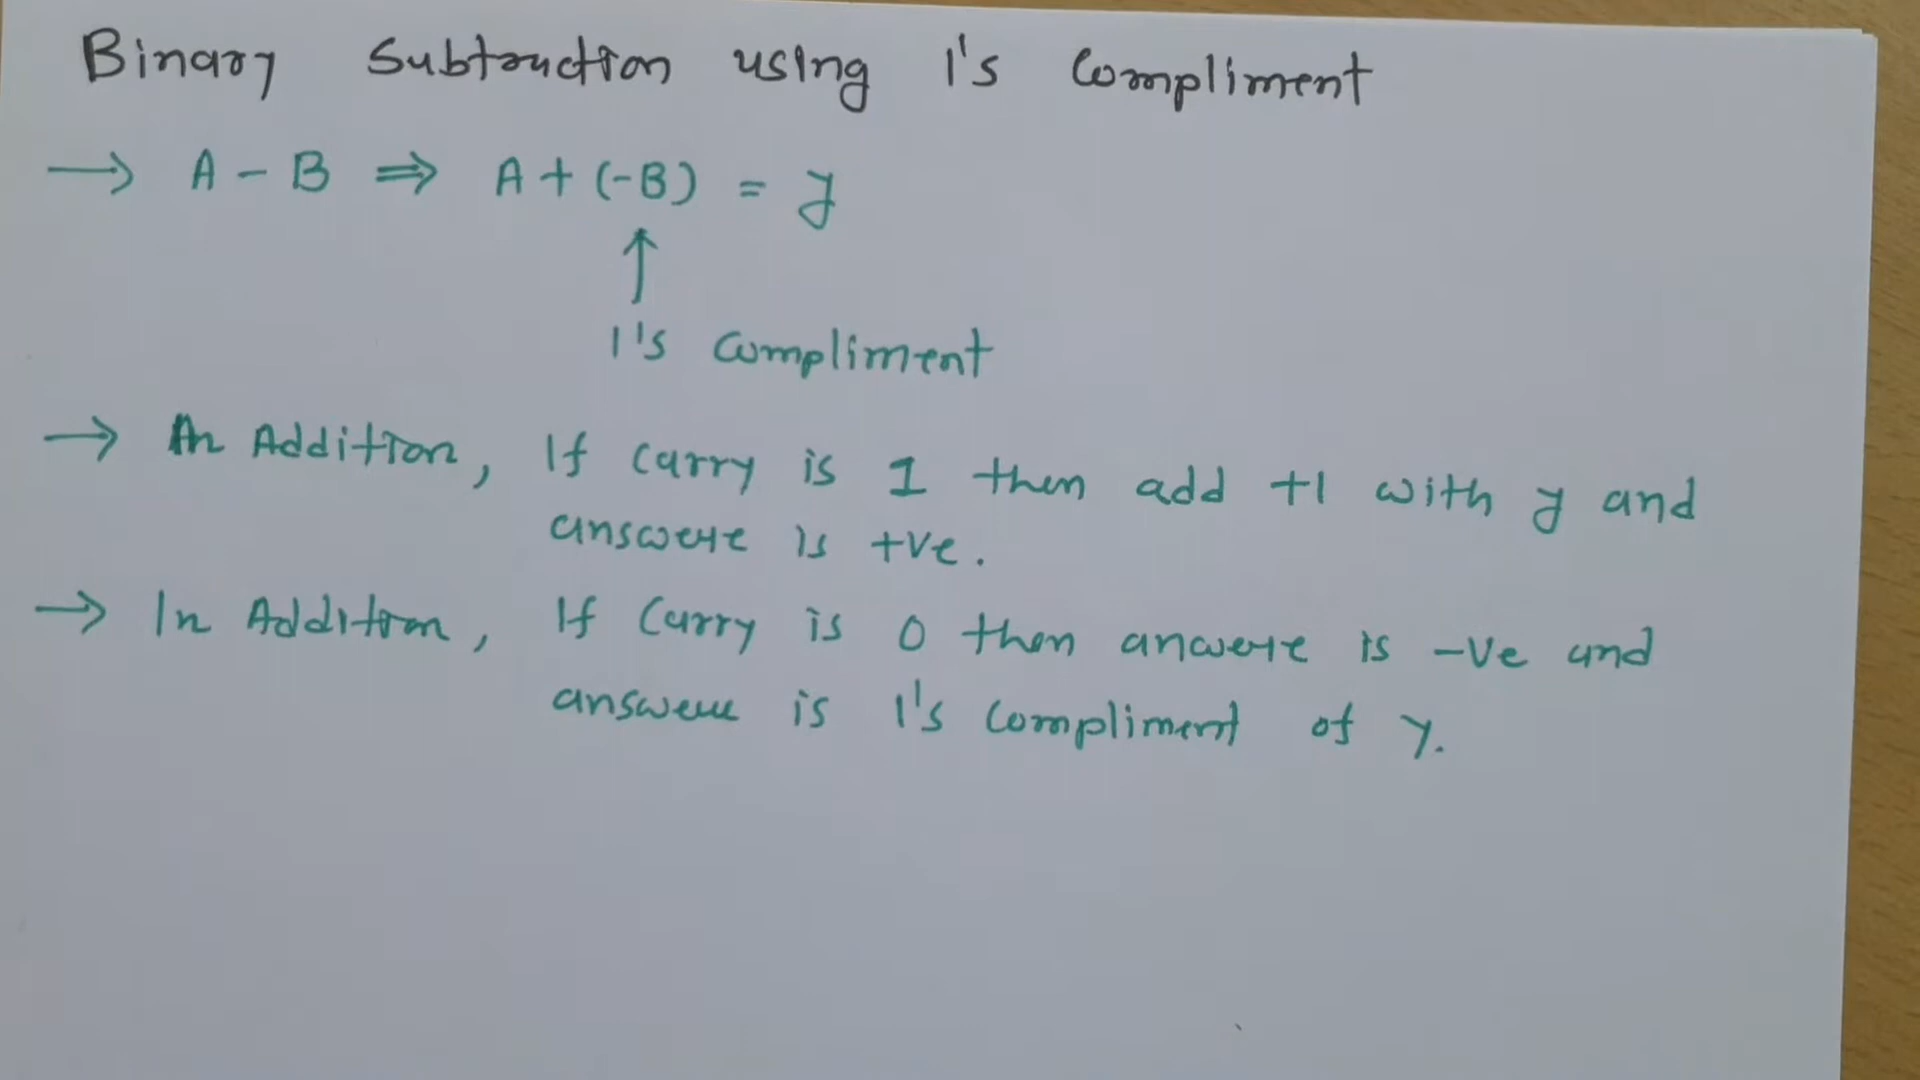 Binary Subtraction using 1's Compliment
→ A - B ⇒ A + (-B) = y
↑
1's compliment
→ In Addition, If carry is 1 then add +1 with y and
answere is +ve.
→ In Addition, If Carry is 0 then anwere is -ve and
answere is 1's Compliment of y.